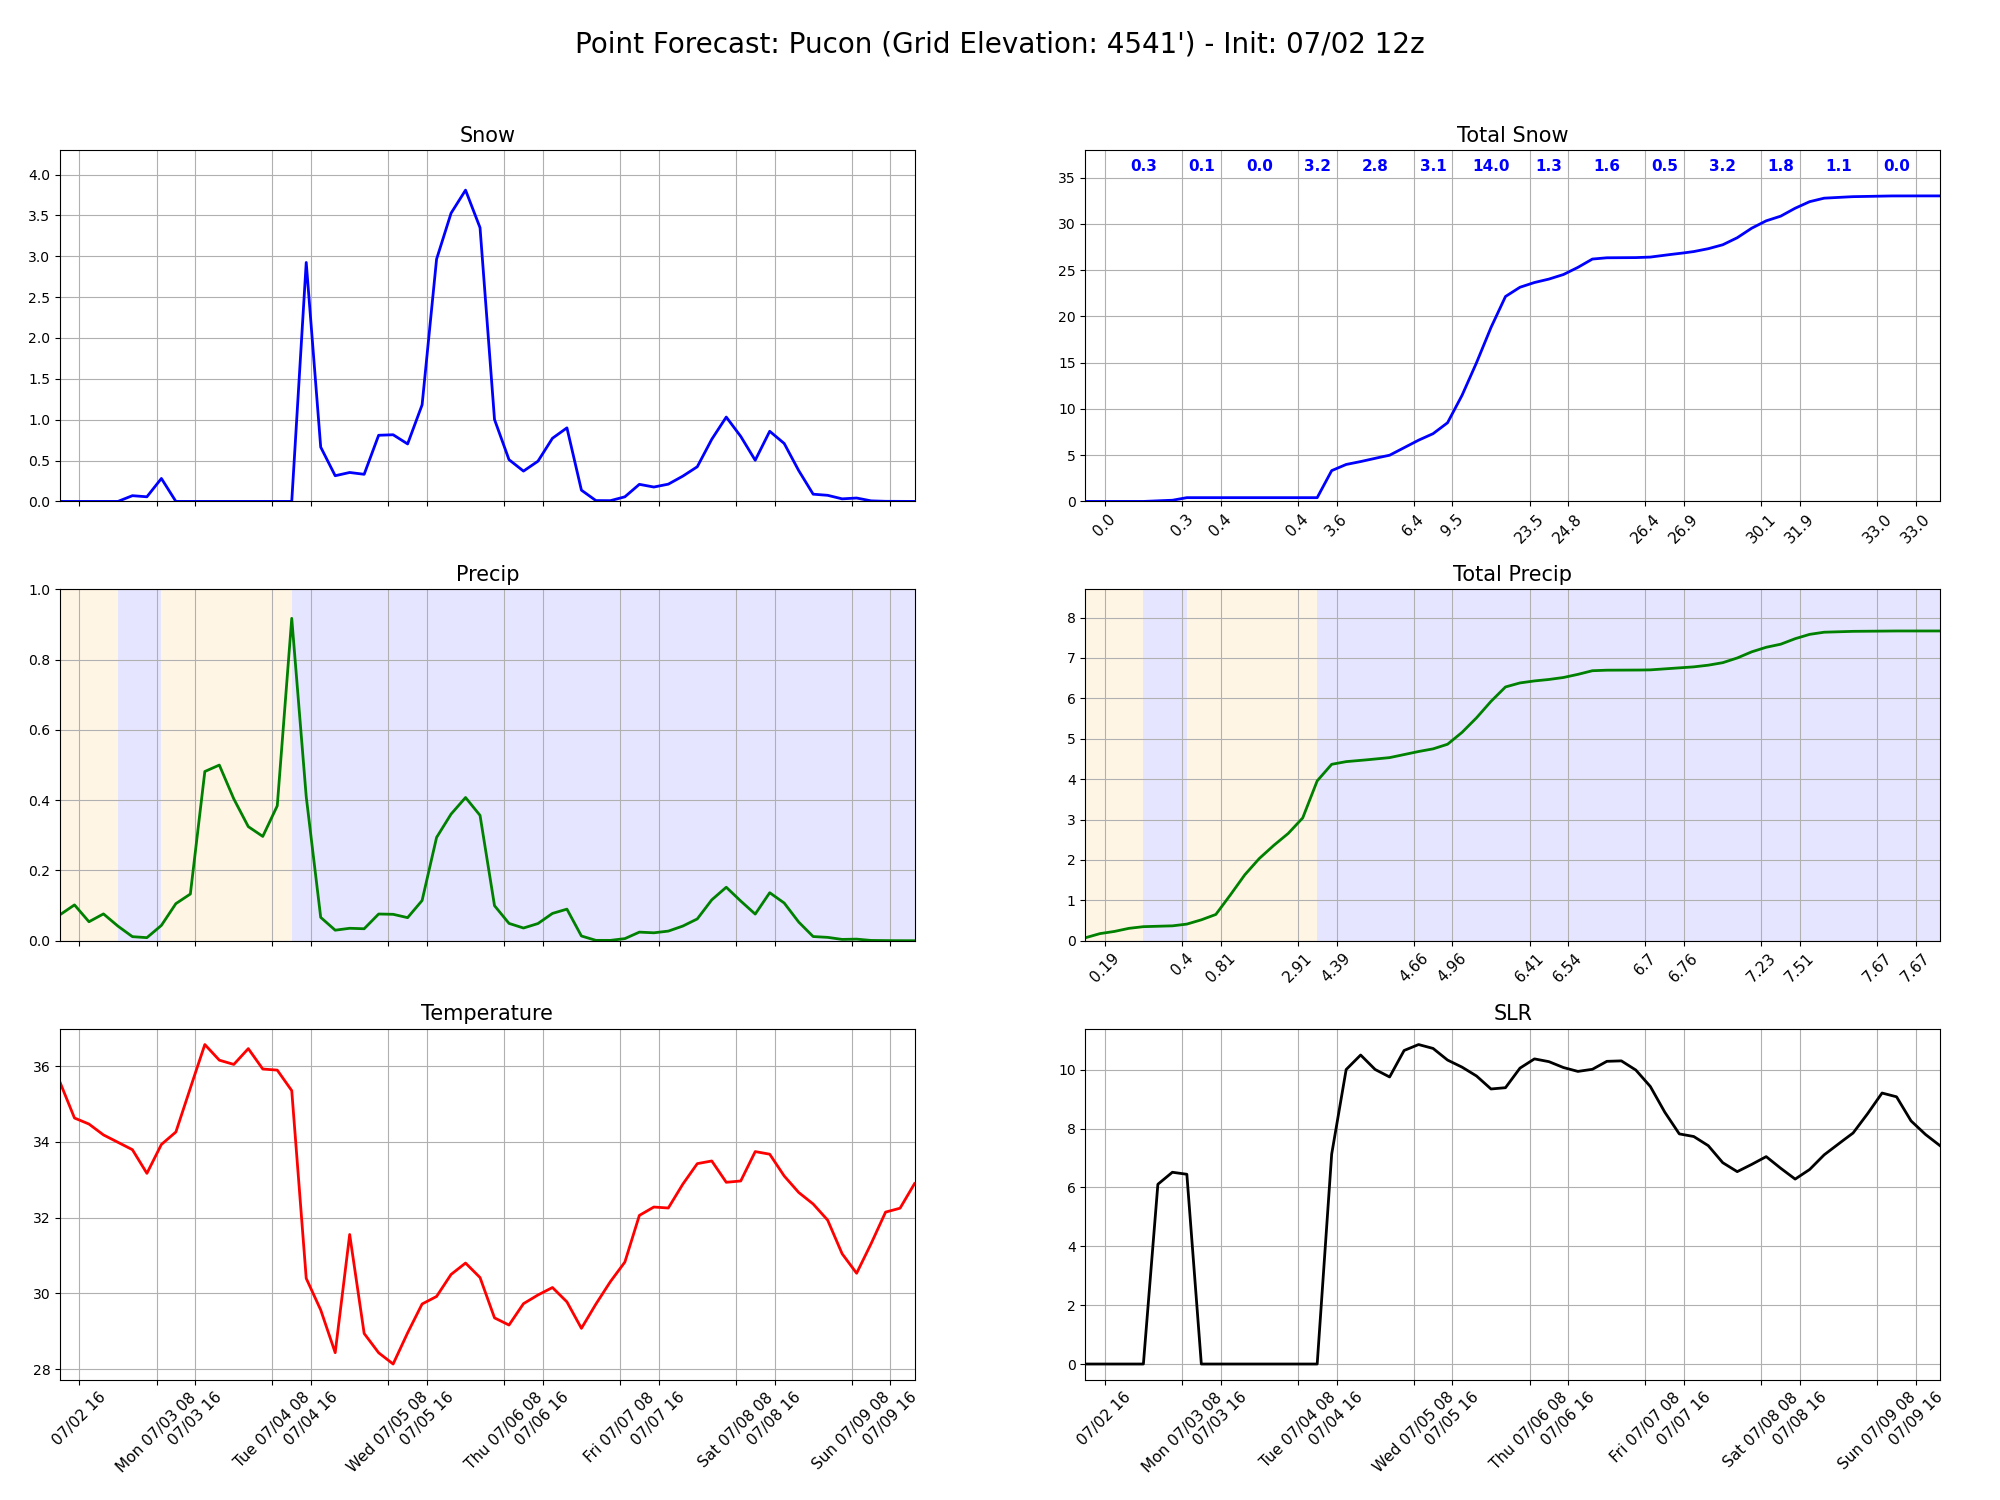 Point Forecast: Pucon (Grid Elevation: 4541') - Init: 07/02 12z
Snow
4.0
3.5
3.0
2.5
2.0
1.5
1.0
0.5
0.0
Total Snow
0.3 0.1 0.0 3.2 2.8 3.1 14.0 1.3 1.6 0.5 3.2 1.8 1.1 0.0
35
30
25
20
15
10
5
0
0.0 0.3 0.4 0.4 3.6 6.4 9.5 23.5 24.8 26.4 26.9 30.1 31.9 33.0 33.0
Precip
1.0
0.8
0.6
0.4
0.2
0.0
Total Precip
8
7
6
5
4
3
2
1
0
0.19 0.4 0.81 2.91 4.39 4.66 4.96 6.41 6.54 6.7 6.76 7.23 7.51 7.67 7.67
Temperature
36
34
32
30
28
07/02 16
Mon 07/03 08
07/03 16
Tue 07/04 08
07/04 16
Wed 07/05 08
07/05 16
Thu 07/06 08
07/06 16
Fri 07/07 08
07/07 16
Sat 07/08 08
07/08 16
Sun 07/09 08
07/09 16
SLR
10
8
6
4
2
0
07/02 16
Mon 07/03 08
07/03 16
Tue 07/04 08
07/04 16
Wed 07/05 08
07/05 16
Thu 07/06 08
07/06 16
Fri 07/07 08
07/07 16
Sat 07/08 08
07/08 16
Sun 07/09 08
07/09 16